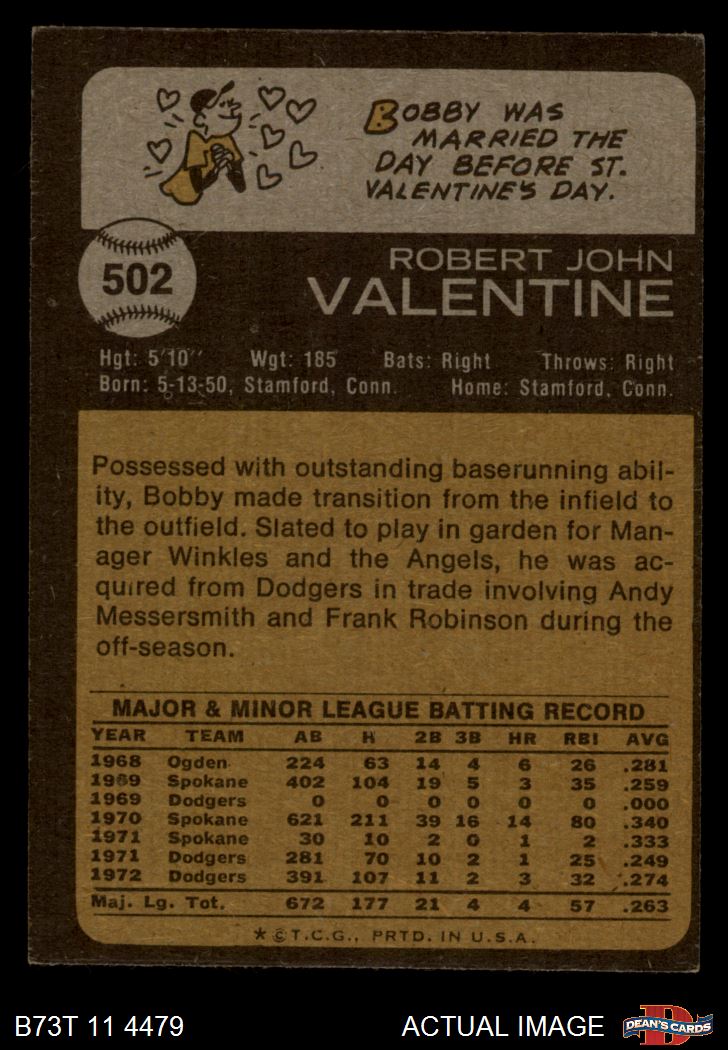 BOBBY WAS
MARRIED THE
DAY BEFORE ST.
VALENTINE'S DAY.
502
ROBERT JOHN
VALENTINE
Hgt: 5'10" Wgt: 185 Bats: Right Throws: Right
Born: 5-13-50, Stamford, Conn. Home: Stamford, Conn.
Possessed with outstanding baserunning abil-
ity, Bobby made transition from the infield to
the outfield. Slated to play in garden for Man-
ager Winkles and the Angels, he was ac-
quired from Dodgers in trade involving Andy
Messersmith and Frank Robinson during the
off-season.
MAJOR & MINOR LEAGUE BATTING RECORD
YEAR TEAM AB H 2B 3B HR RBI AVG
1968 Ogden 224 63 14 4 6 26 .281
1969 Spokane 402 104 19 5 3 35 .259
1969 Dodgers 0 0 0 0 0 0 .000
1970 Spokane 621 211 39 16 14 80 .340
1971 Spokane 30 10 2 0 1 2 .333
1971 Dodgers 281 70 10 2 1 25 .249
1972 Dodgers 391 107 11 2 3 32 .274
Maj. Lg. Tot. 672 177 21 4 4 57 .263
* © T.C.G., PRTD. IN U.S.A.
B73T 11 4479 ACTUAL IMAGE D DEAN'S CARDS